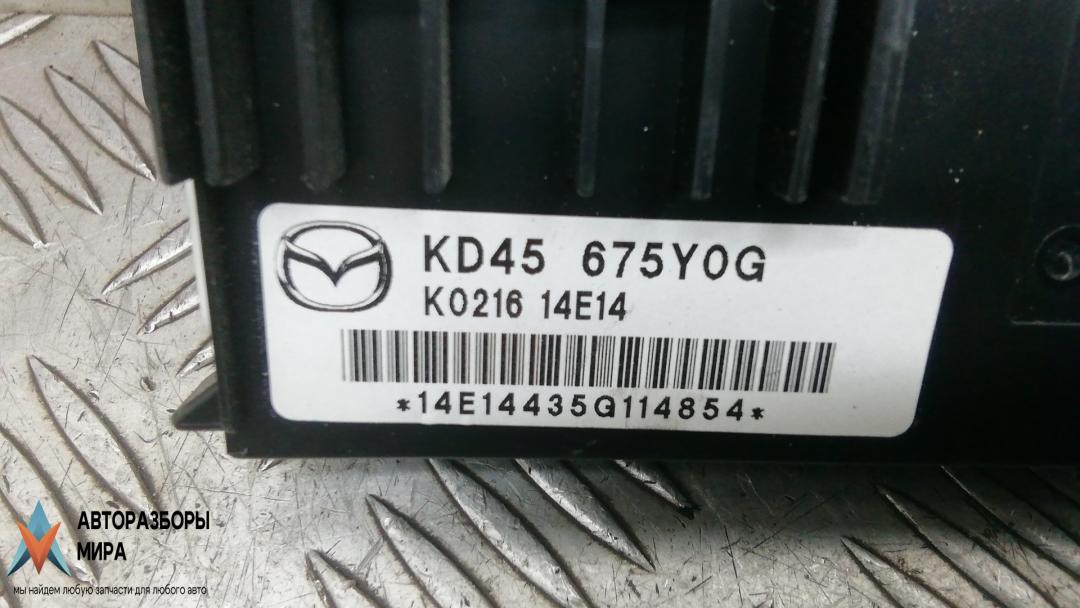 KD45 675Y0G
K0216 14E14
*14E14435G114854*
АВТОРАЗБОРЫ
МИРА
мы найдем любую запчасти для любого авто